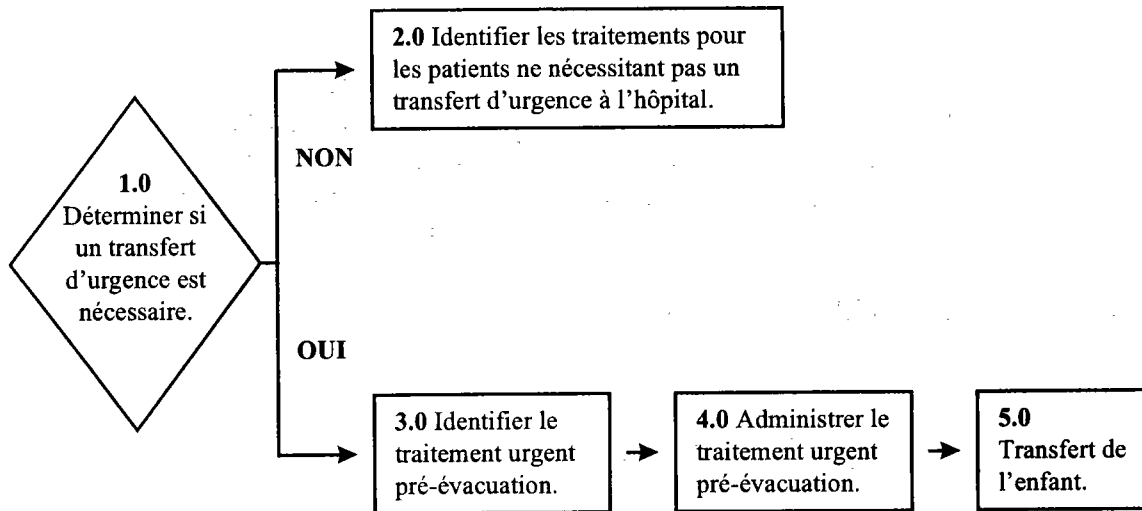 1.0
Déterminer si
un transfert
d'urgence est
nécessaire.
NON
2.0 Identifier les traitements pour
les patients ne nécessitant pas un
transfert d'urgence à l'hôpital.
OUI
3.0 Identifier le
traitement urgent
pré-évacuation.
4.0 Administrer le
traitement urgent
pré-évacuation.
5.0
Transfert de
l'enfant.